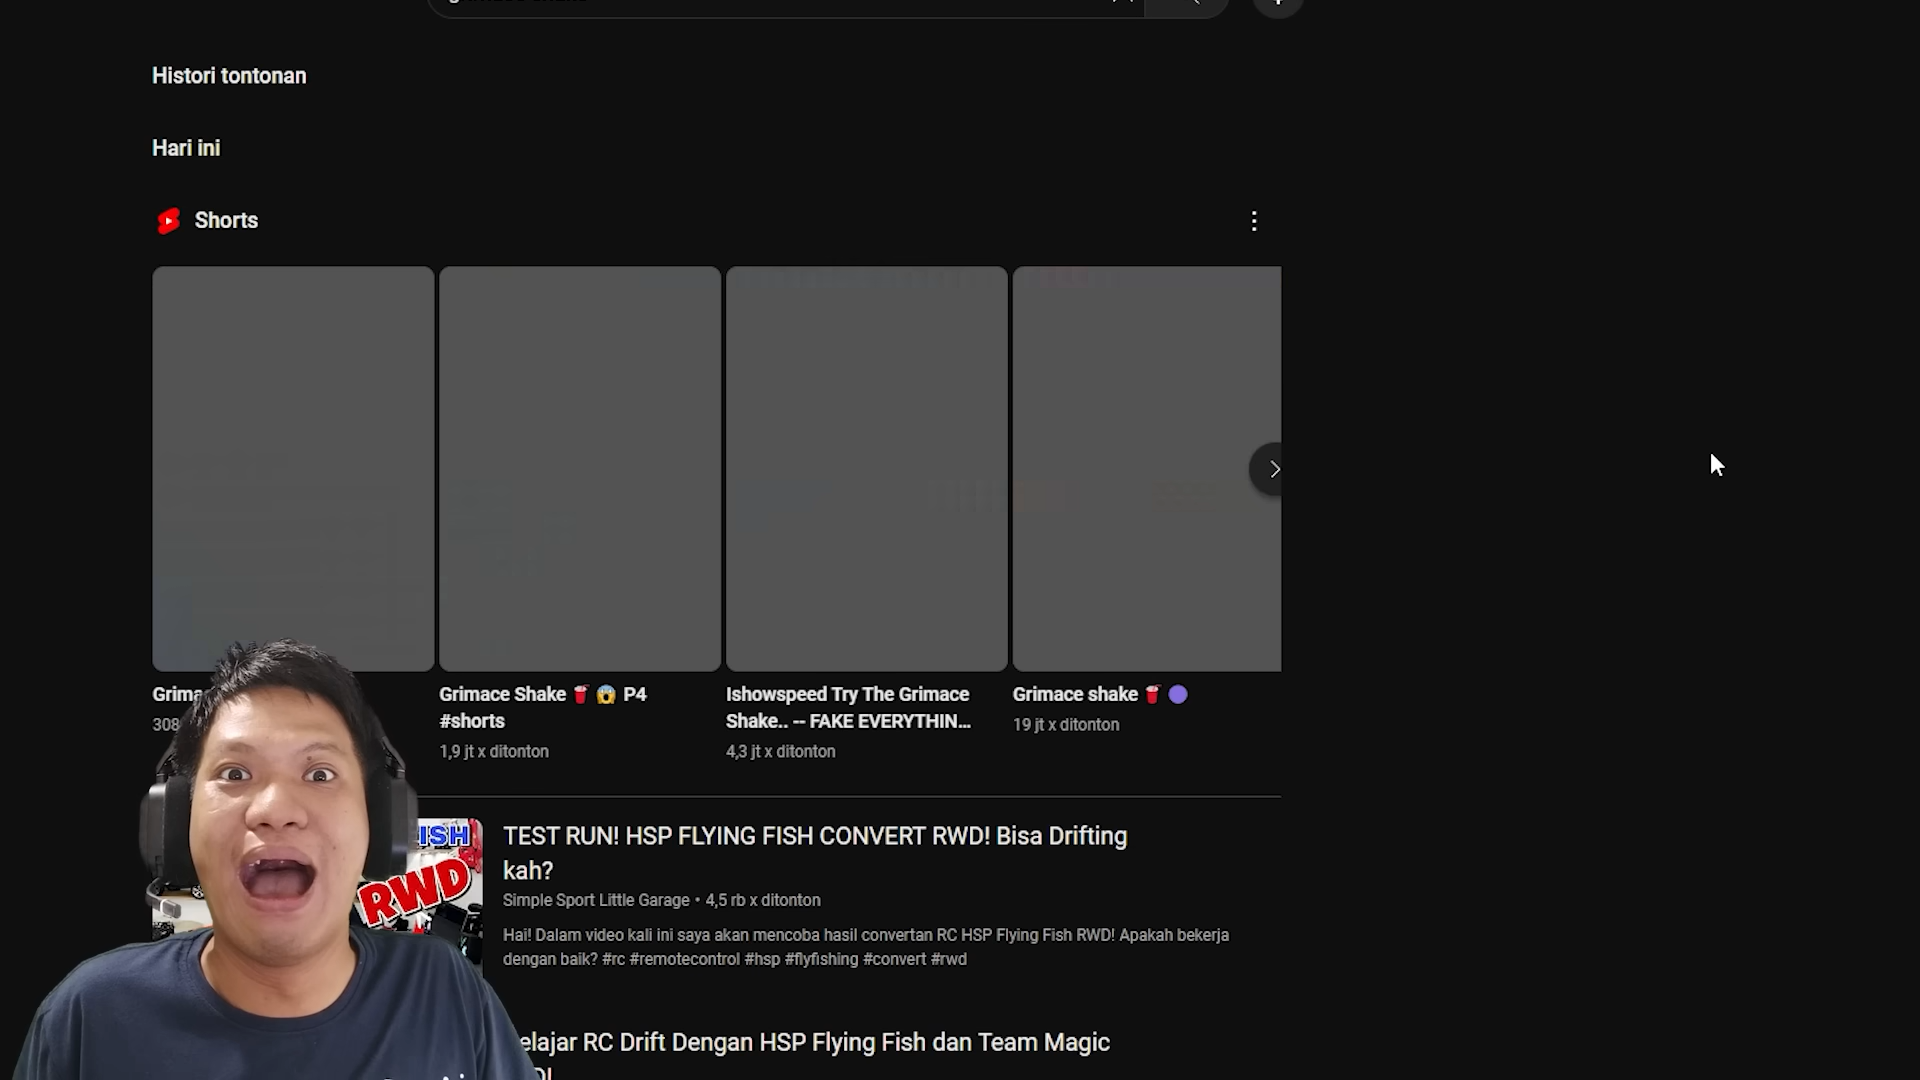 Histori tontonan
Hari ini
Shorts
Grimace Shake 🥤 😱 P4
#shorts
1,9 jt x ditonton
Ishowspeed Try The Grimace
Shake.. -- FAKE EVERYTHIN...
4,3 jt x ditonton
Grimace shake 🥤 🟣
19 jt x ditonton
308
RWD
TEST RUN! HSP FLYING FISH CONVERT RWD! Bisa Drifting
kah?
Simple Sport Little Garage • 4,5 rb x ditonton
Hai! Dalam video kali ini saya akan mencoba hasil convertan RC HSP Flying Fish RWD! Apakah bekerja
dengan baik? #rc #remotecontrol #hsp #flyfishing #convert #rwd
RC Drift Dengan HSP Flying Fish dan Team Magic